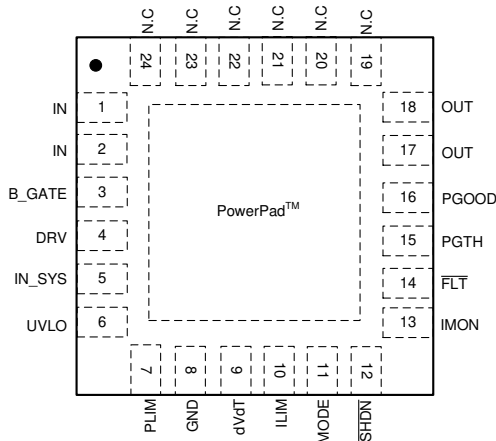 N.C N.C N.C N.C N.C N.C
24 23 22 21 20 19
IN 1 18 OUT
IN 2 17 OUT
B_GATE 3 16 PGOOD
PowerPad™
DRV 4 15 PGTH
IN_SYS 5 14 FLT
UVLO 6 13 IMON
7 8 9 10 11 12
PLIM GND dVdT ILIM MODE SHDN